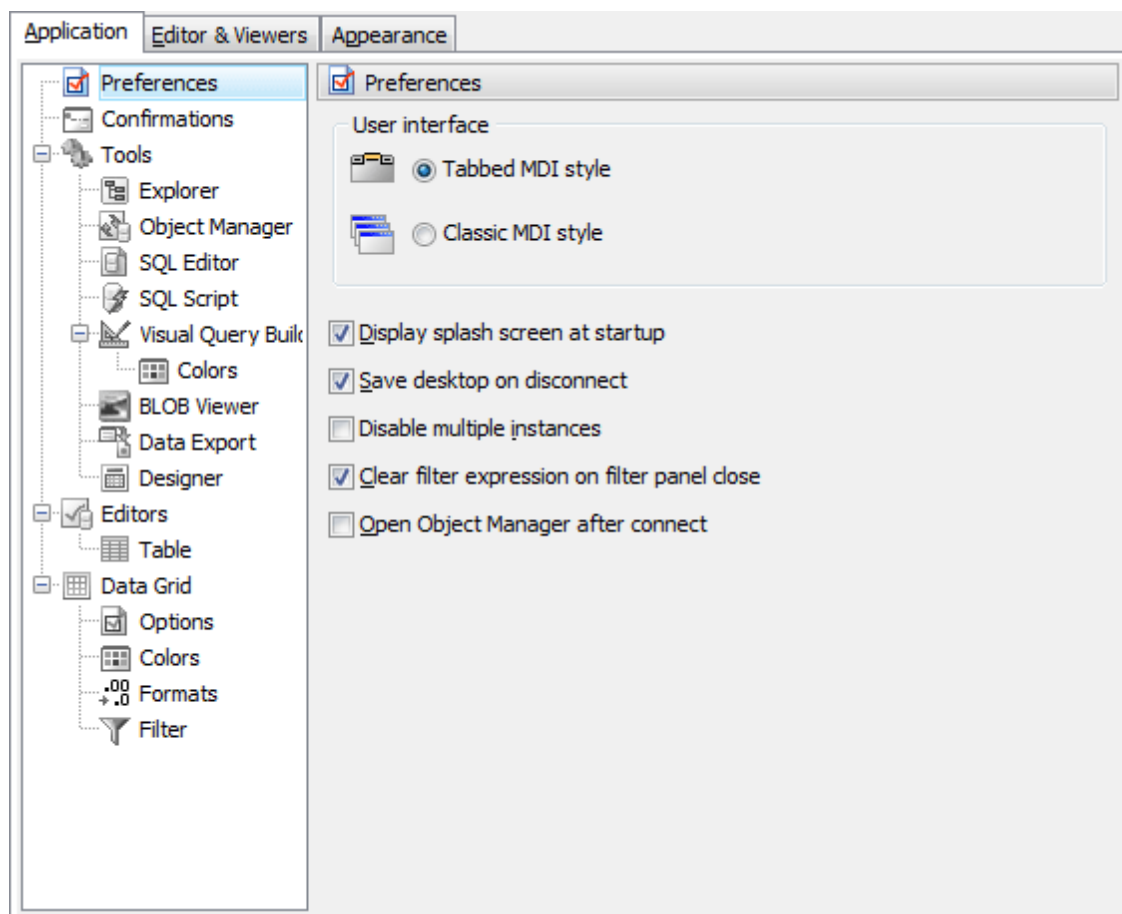 Application
Editor & Viewers
Appearance
Preferences
Confirmations
Tools
Explorer
Object Manager
SQL Editor
SQL Script
Visual Query Builc
Colors
BLOB Viewer
Data Export
Designer
Editors
Table
Data Grid
Options
Colors
.00 .0 Formats
Filter
Preferences
User interface
Tabbed MDI style
Classic MDI style
Display splash screen at startup
Save desktop on disconnect
Disable multiple instances
Clear filter expression on filter panel close
Open Object Manager after connect